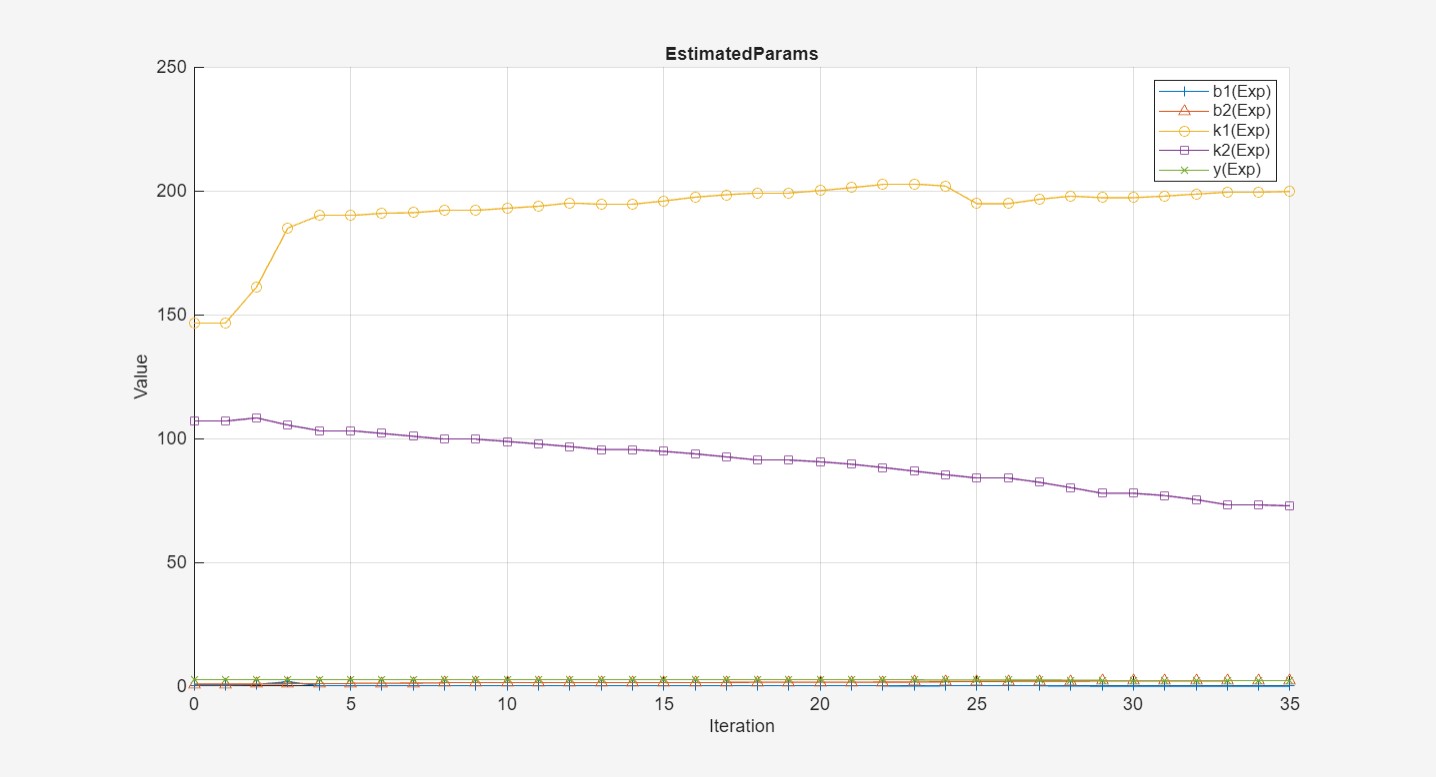 EstimatedParams
250
200
150
100
50
0
Value
b1(Exp)
b2(Exp)
k1(Exp)
k2(Exp)
y(Exp)
0 5 10 15 20 25 30 35
Iteration